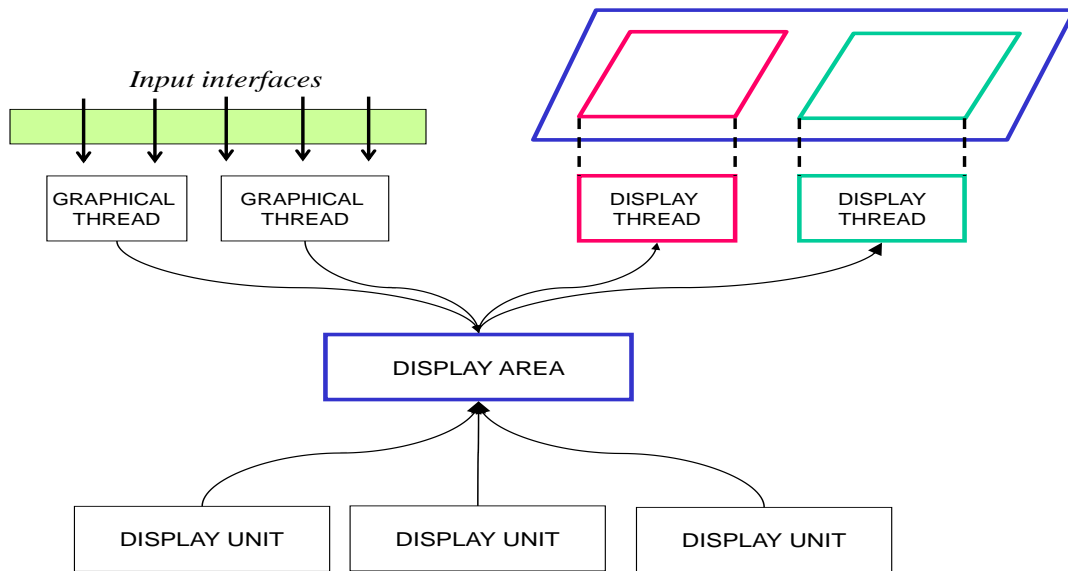 Input interfaces
GRAPHICAL
THREAD
GRAPHICAL
THREAD
DISPLAY
THREAD
DISPLAY
THREAD
DISPLAY AREA
DISPLAY UNIT
DISPLAY UNIT
DISPLAY UNIT